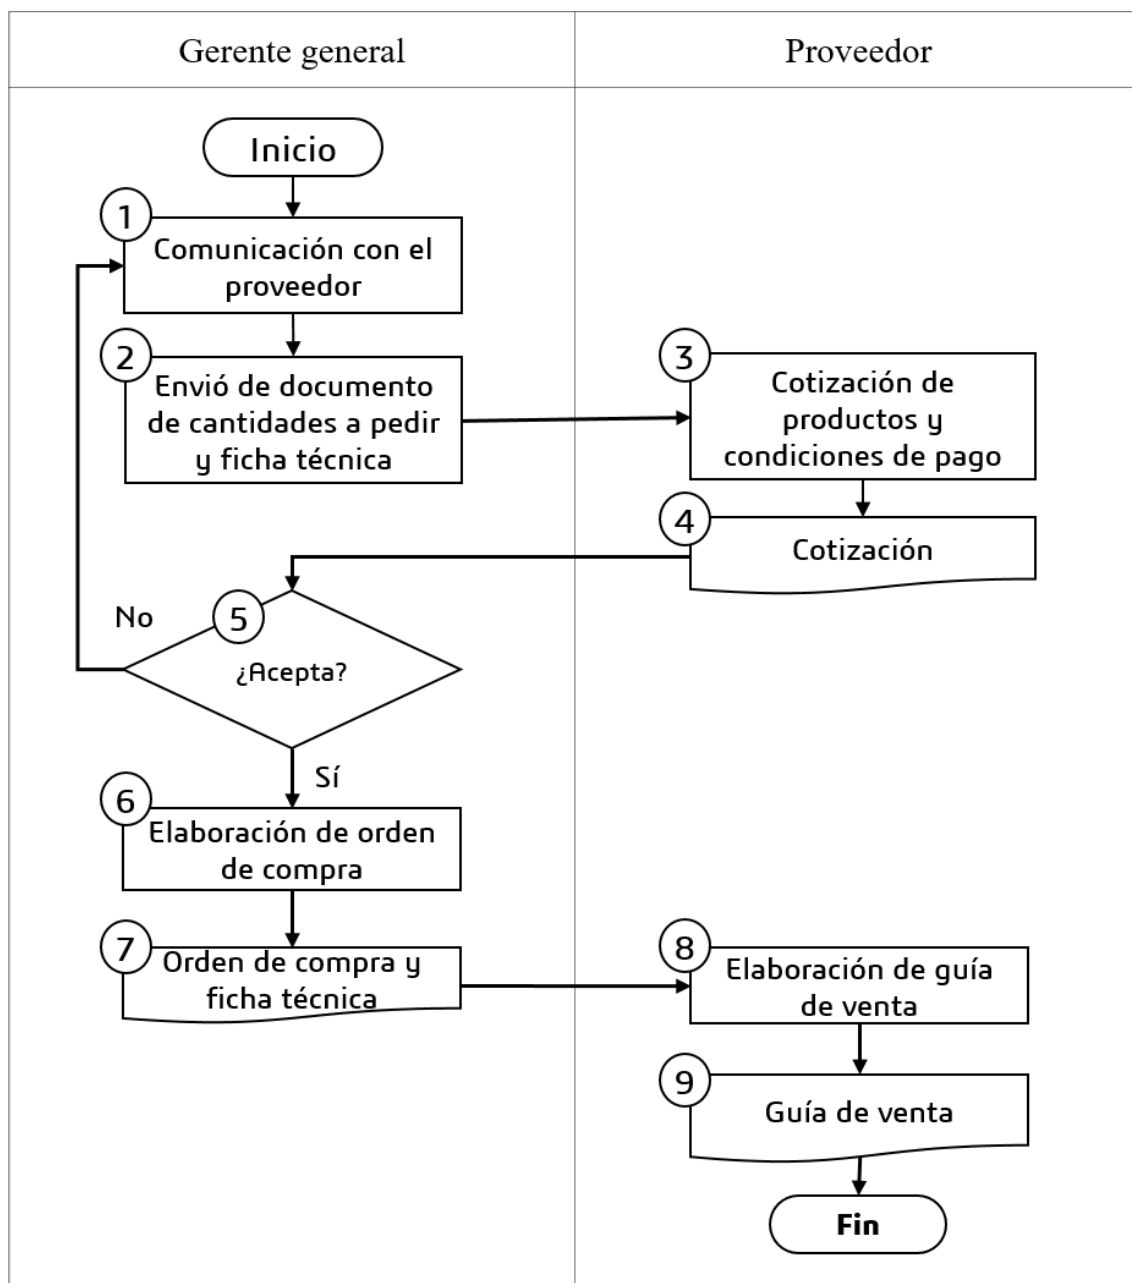 Gerente general
Proveedor
Inicio
1
Comunicación con el
proveedor
2
Envió de documento
de cantidades a pedir
y ficha técnica
3
Cotización de
productos y
condiciones de pago
4
Cotización
5
¿Acepta?
No
Sí
6
Elaboración de orden
de compra
7
Orden de compra y
ficha técnica
8
Elaboración de guía
de venta
9
Guía de venta
Fin